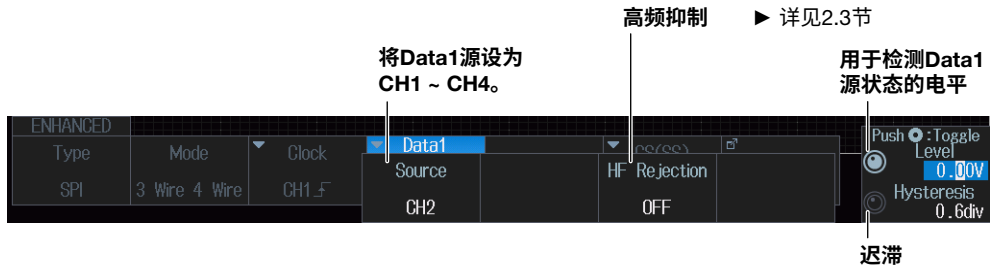 高频抑制 ▶ 详见2.3节
将Data1源设为
CH1 ~ CH4。
用于检测Data1
源状态的电平
ENHANCED
Type
SPI
Mode
3 Wire 4 Wire
Clock
CH1
Data1
Source
CH2
HF Rejection
OFF
CS(SS)
Push :Toggle
Level
0.00V
Hysteresis
0.6div
迟滞